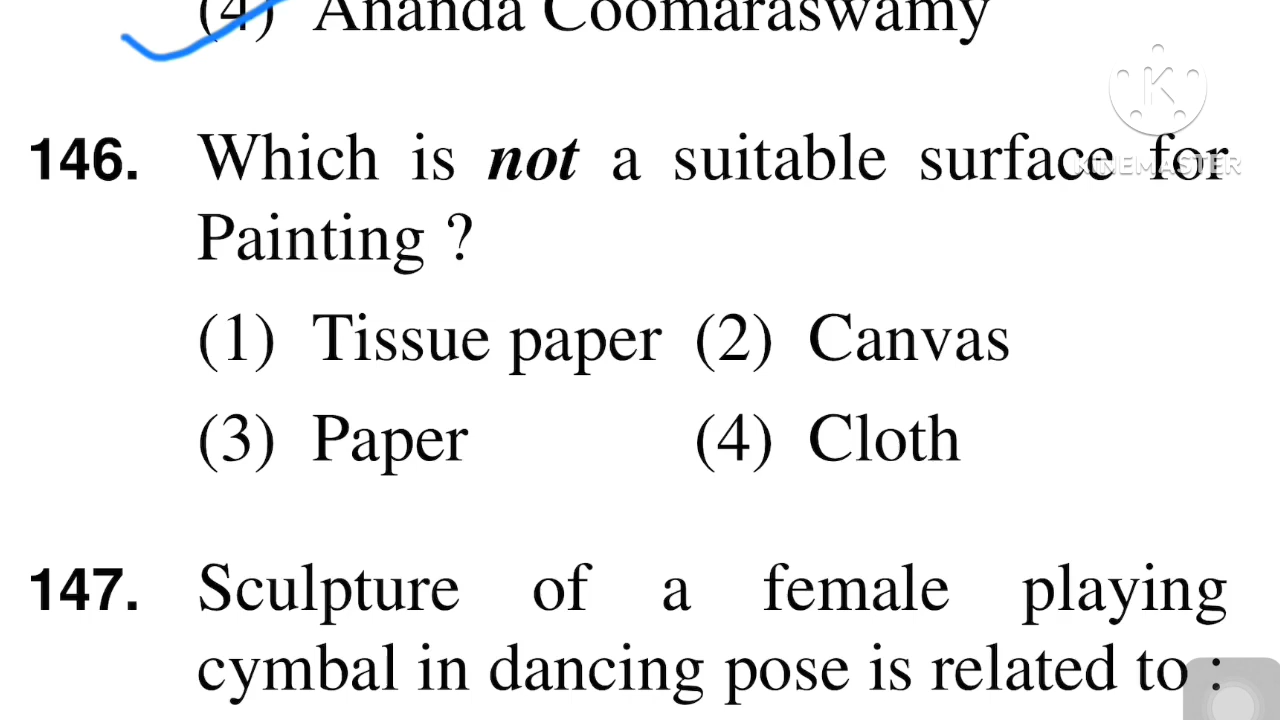 (4) Ananda Coomaraswamy
146. Which is not a suitable surface for
Painting ?
(1) Tissue paper (2) Canvas
(3) Paper (4) Cloth
147. Sculpture of a female playing
cymbal in dancing pose is related to :
K
KINEMASTER